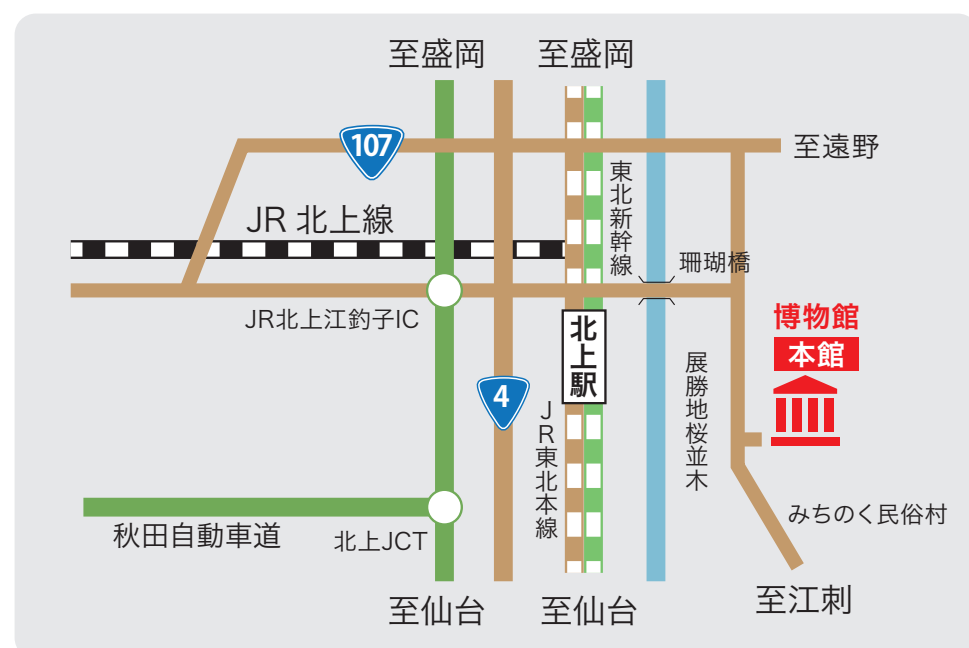 至盛岡
至盛岡
107
至遠野
東北新幹線
JR 北上線
珊瑚橋
JR北上江釣子IC
博物館
本館
北上駅
4
展勝地桜並木
JR東北本線
みちのく民俗村
秋田自動車道
北上JCT
至江刺
至仙台
至仙台